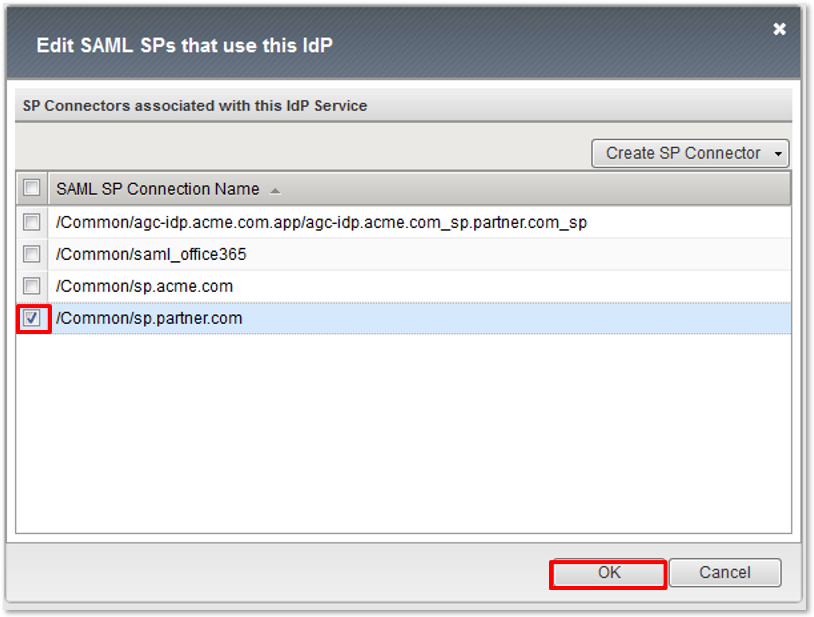 Edit SAML SPs that use this IdP
SP Connectors associated with this IdP Service
Create SP Connector
SAML SP Connection Name
/Common/agc-idp.acme.com.app/agc-idp.acme.com_sp.partner.com_sp
/Common/saml_office365
/Common/sp.acme.com
/Common/sp.partner.com
OK Cancel